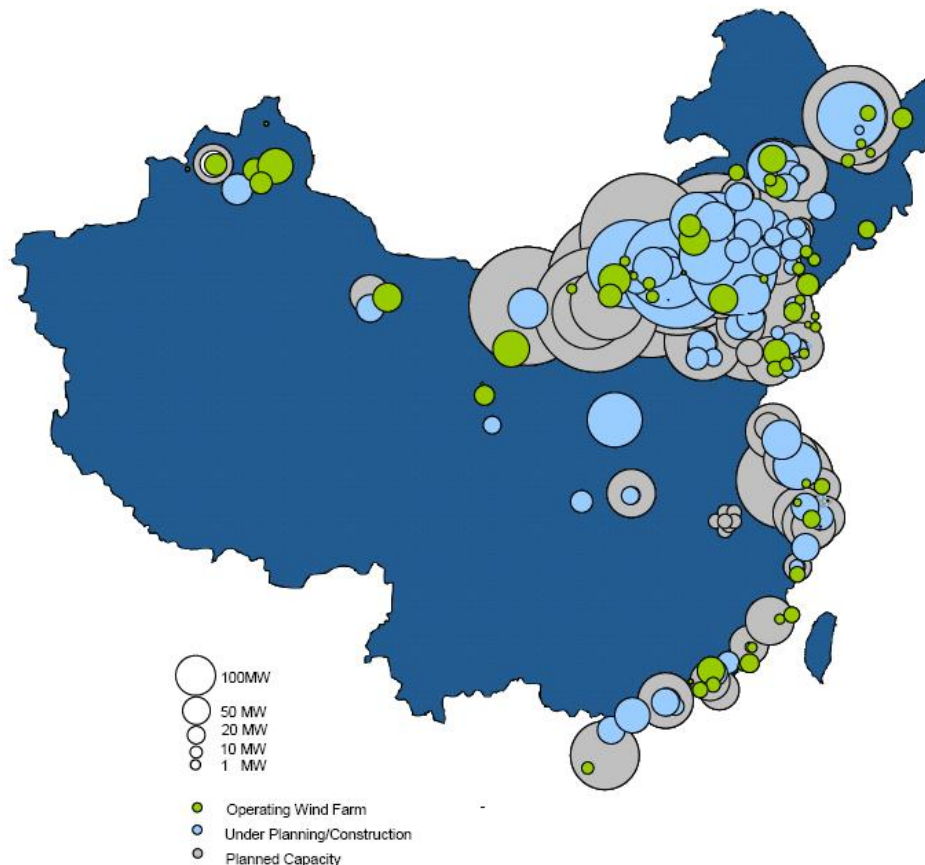 100MW
50 MW
20 MW
10 MW
1 MW
Operating Wind Farm
Under Planning/Construction
Planned Capacity